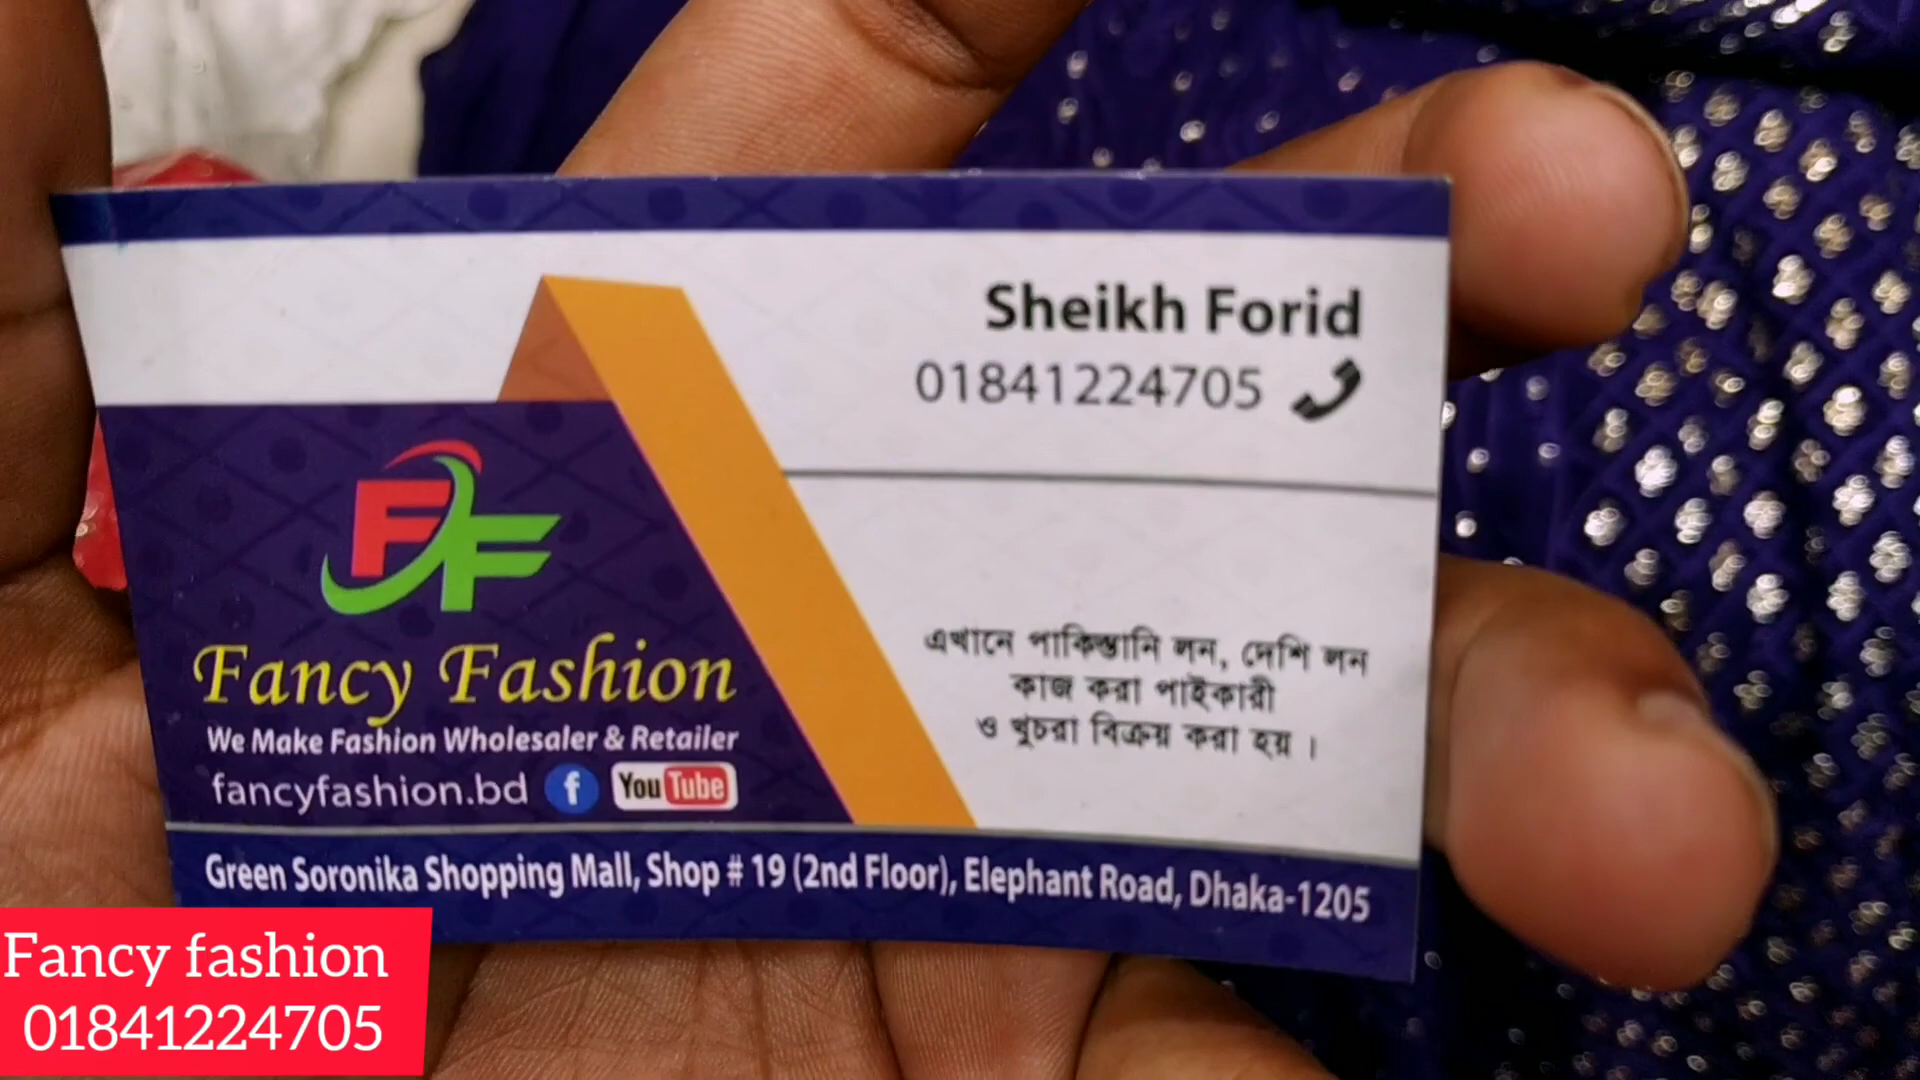 Sheikh Forid
01841224705
FF
Fancy Fashion
We Make Fashion Wholesaler & Retailer
fancyfashion.bd f YouTube
এখানে পাকিস্তানি লন, দেশি লন
কাজ করা পাইকারী
ও খুচরা বিক্রয় করা হয়।
Green Soronika Shopping Mall, Shop # 19 (2nd Floor), Elephant Road, Dhaka-1205
Fancy fashion
01841224705